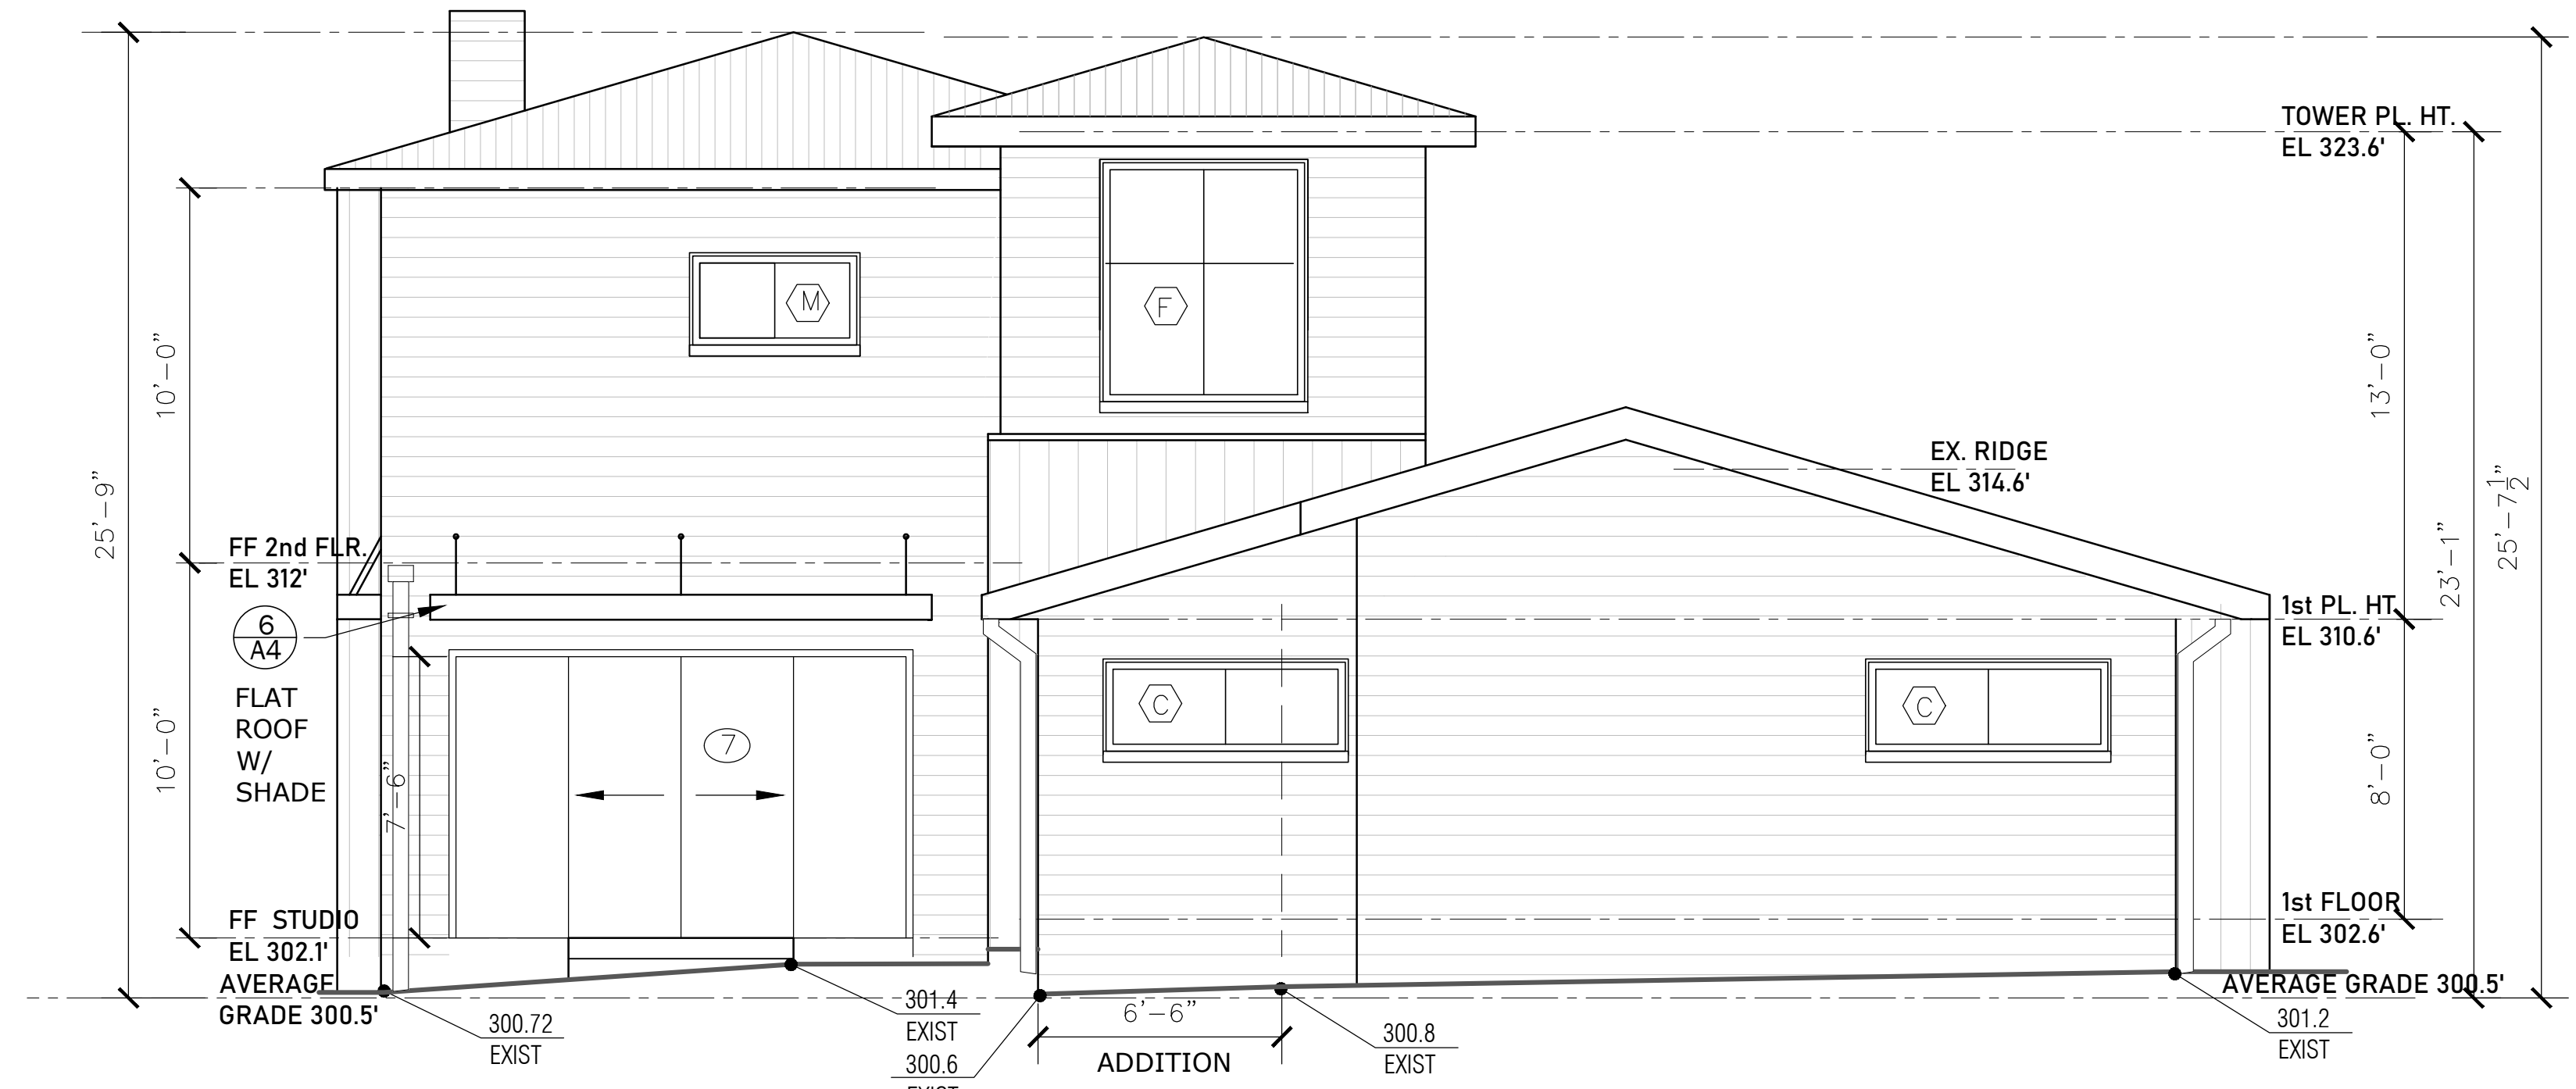 TOWER PL. HT.
EL 323.6'
M
F
10'-0"
13'-0"
EX. RIDGE
EL 314.6'
25'-9"
25'-7 1/2"
23'-1"
FF 2nd FLR.
EL 312'
6
A4
FLAT
ROOF
W/
SHADE
1st PL. HT
EL 310.6'
C
C
7
10'-0"
7'-6"
8'-0"
FF STUDIO
EL 302.1'
1st FLOOR
EL 302.6'
AVERAGE
GRADE 300.5'
AVERAGE GRADE 300.5'
300.72
EXIST
301.4
EXIST
300.6
EXIST
6'-6"
ADDITION
300.8
EXIST
301.2
EXIST